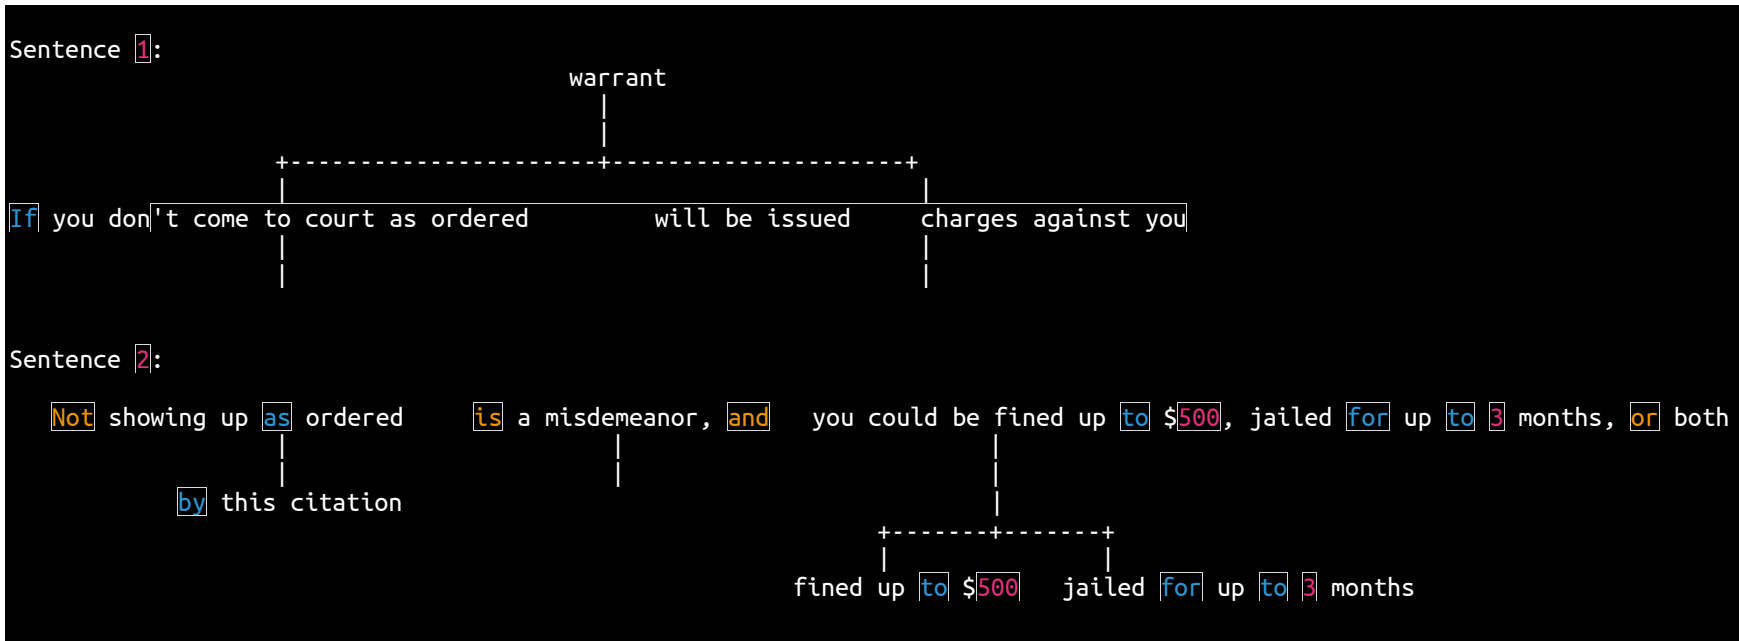 Sentence 1:
warrant
If you don't come to court as ordered will be issued charges against you
Sentence 2:
Not showing up as ordered is a misdemeanor, and you could be fined up to $500, jailed for up to 3 months, or both
by this citation
fined up to $500 jailed for up to 3 months